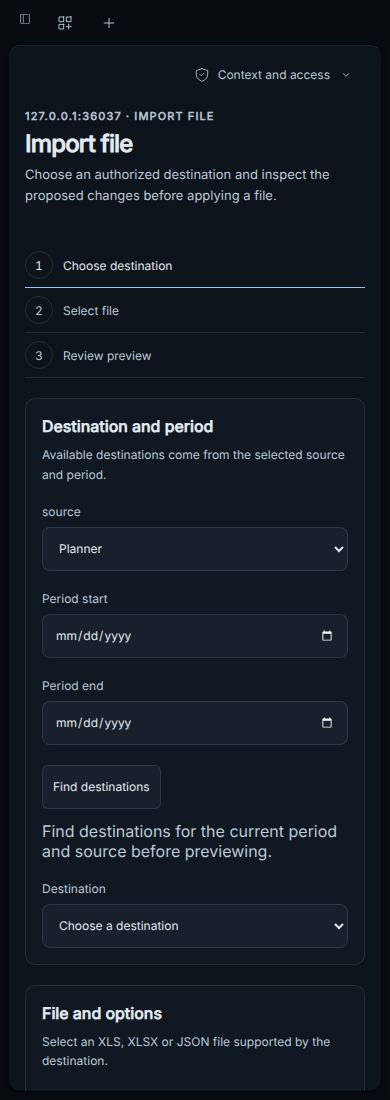 Context and access
127.0.0.1:36037 · IMPORT FILE
Import file
Choose an authorized destination and inspect the
proposed changes before applying a file.
1 Choose destination
2 Select file
3 Review preview
Destination and period
Available destinations come from the selected source
and period.
source
Planner
Period start
mm/dd/yyyy
Period end
mm/dd/yyyy
Find destinations
Find destinations for the current period
and source before previewing.
Destination
Choose a destination
File and options
Select an XLS, XLSX or JSON file supported by the
destination.